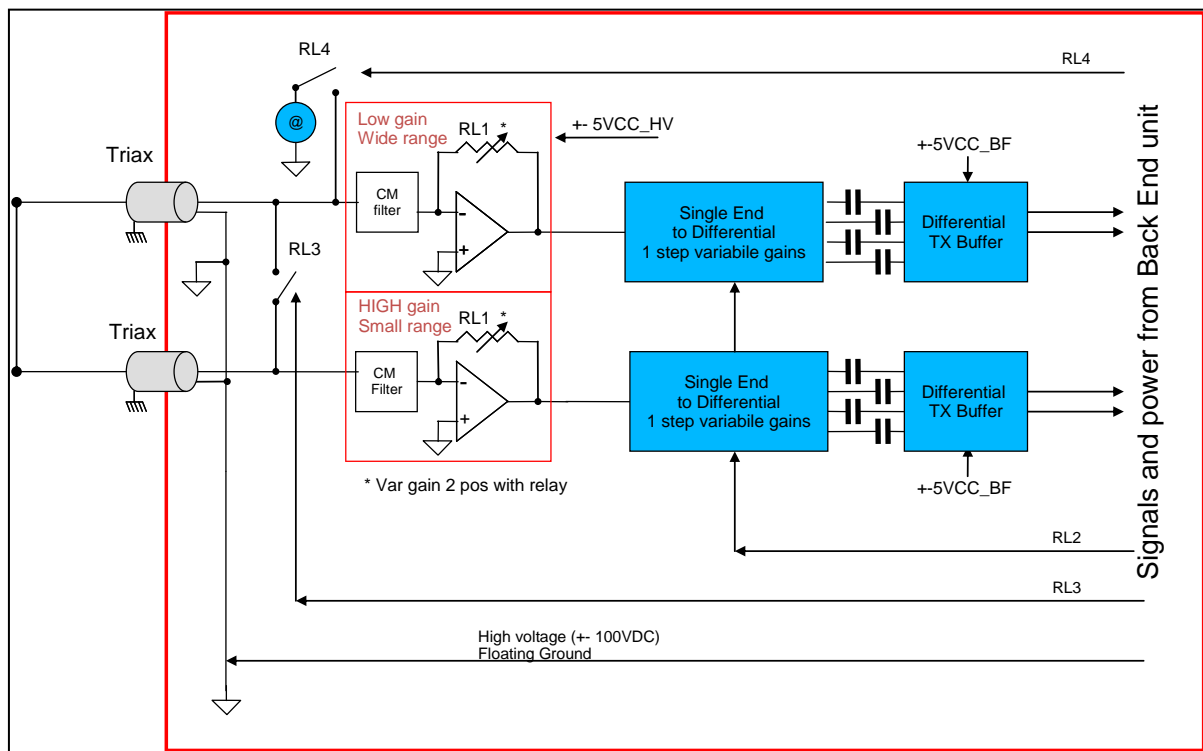 RL4
RL4
@
Low gain
Wide range
RL1 *
+- 5VCC_HV
Triax
CM
filter
-
+
Single End
to Differential
1 step variabile gains
+-5VCC_BF
Differential
TX Buffer
RL3
HIGH gain
Small range
RL1 *
Triax
CM
Filter
-
+
Single End
to Differential
1 step variabile gains
Differential
TX Buffer
+-5VCC_BF
* Var gain 2 pos with relay
RL2
RL3
High voltage (+- 100VDC)
Floating Ground
Signals and power from Back End unit